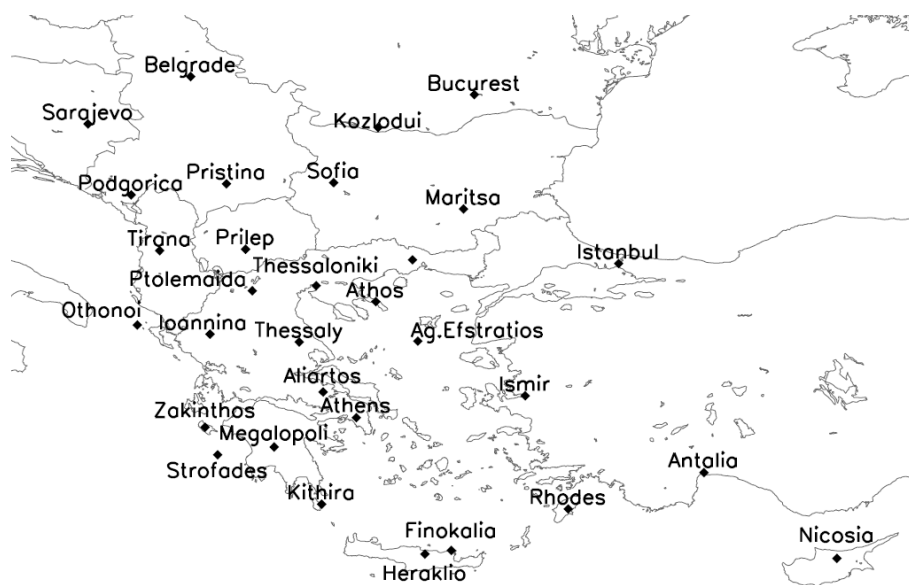 Belgrade
Bucurest
Sarajevo
Kozlodui
Pristina
Sofia
Podgorica
Maritsa
Tirana
Prilep
Istanbul
Thessaloniki
Ptolemaida
Athos
Othonoi
Ioannina
Thessaly
Ag.Efstratios
Aliartos
Ismir
Zakinthos
Athens
Megalopoli
Strofades
Antalia
Kithira
Rhodes
Finokalia
Nicosia
Heraklio